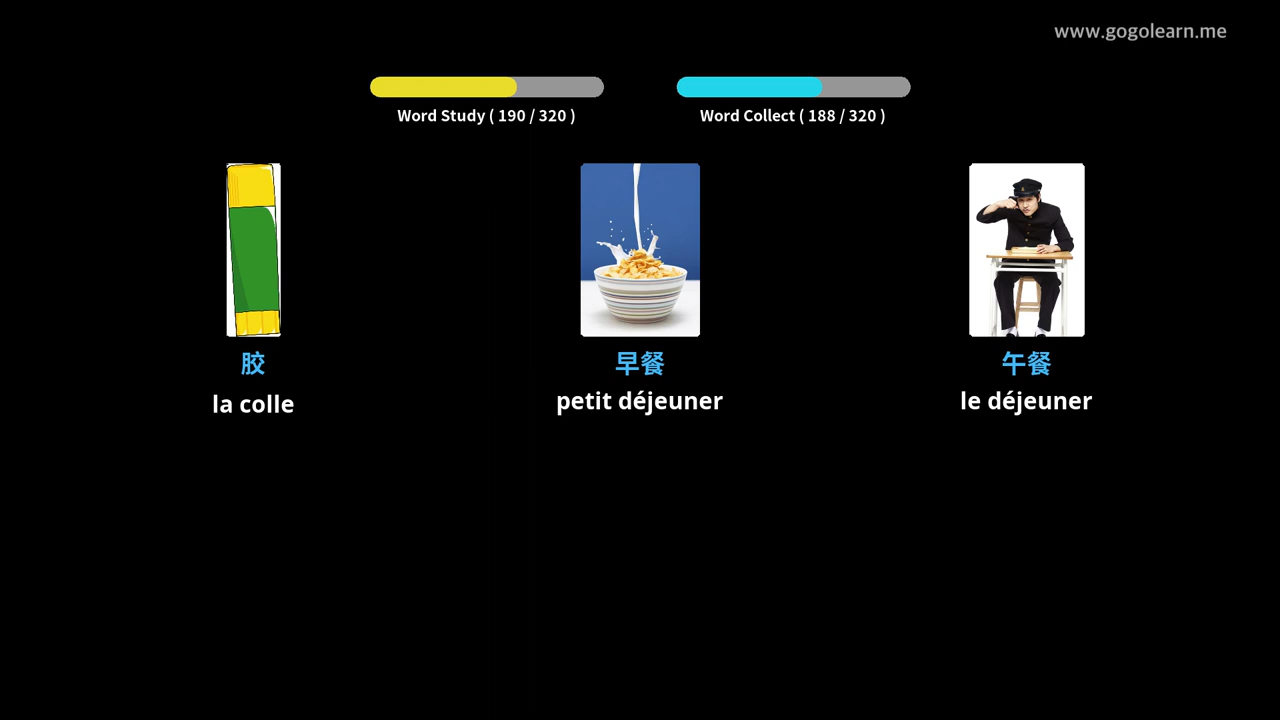 www.gogolearn.me
Word Study ( 190 / 320 )
Word Collect ( 188 / 320 )
胶
早餐
午餐
la colle
petit déjeuner
le déjeuner